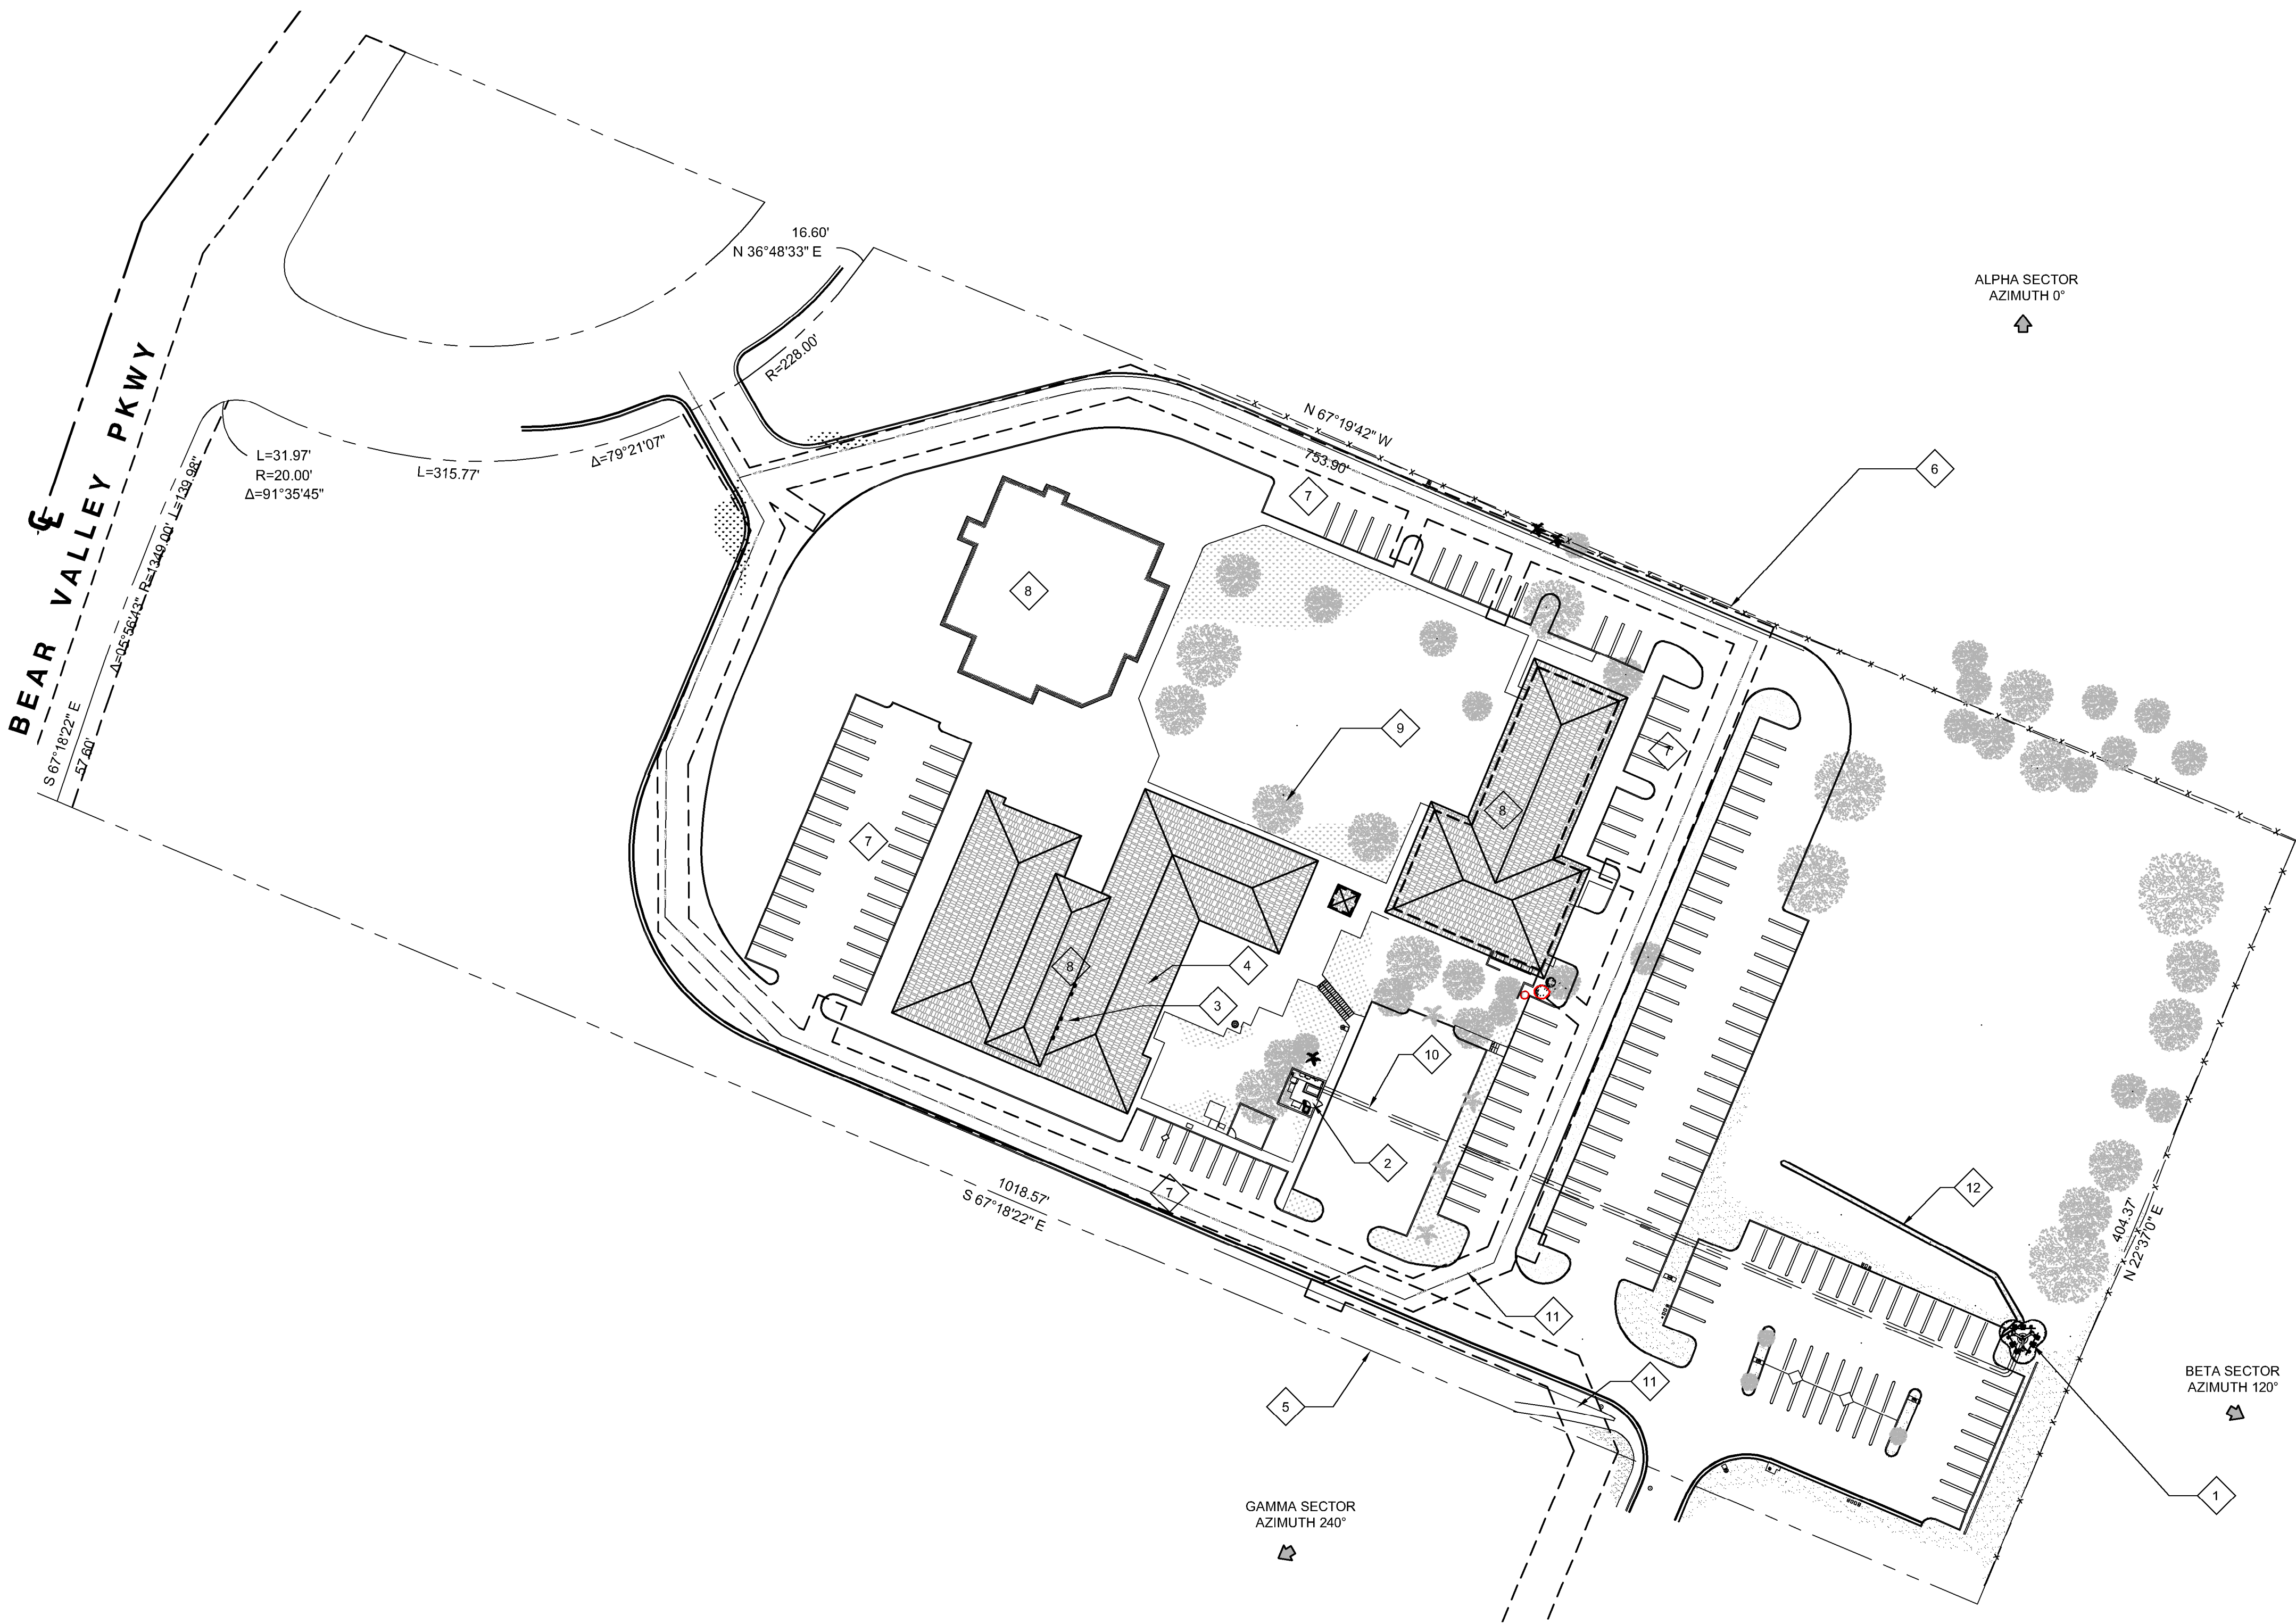 16.60'
N 36°48'33" E
ALPHA SECTOR
AZIMUTH 0°
R=228.00'
BEAR VALLEY PKWY
N 67°19'42" W
753.90'
L=31.97'
R=20.00'
Δ=91°35'45"
L=315.77'
Δ=79°21'07"
Δ=05°56'43" R=1349.00' L=139.98"
S 67°18'22" E
57.60'
6
7
8
9
7
8
7
8
4
3
10
2
12
7
1018.57'
S 67°18'22" E
404.37'
N 22°37'0" E
11
11
5
BETA SECTOR
AZIMUTH 120°
1
GAMMA SECTOR
AZIMUTH 240°